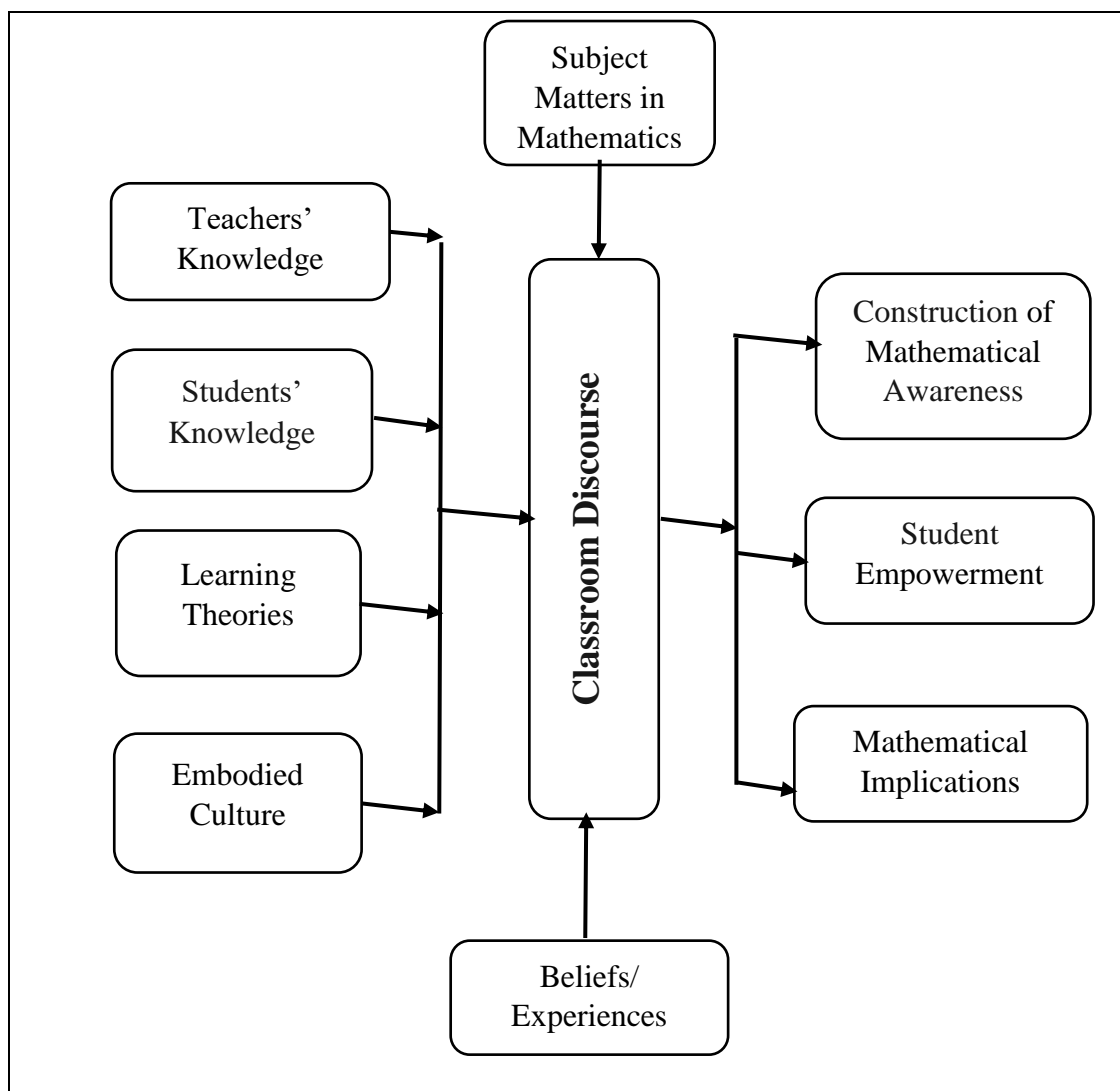 Subject
Matters in
Mathematics
Teachers’
Knowledge
Students’
Knowledge
Learning
Theories
Embodied
Culture
Classroom Discourse
Construction of
Mathematical
Awareness
Student
Empowerment
Mathematical
Implications
Beliefs/
Experiences